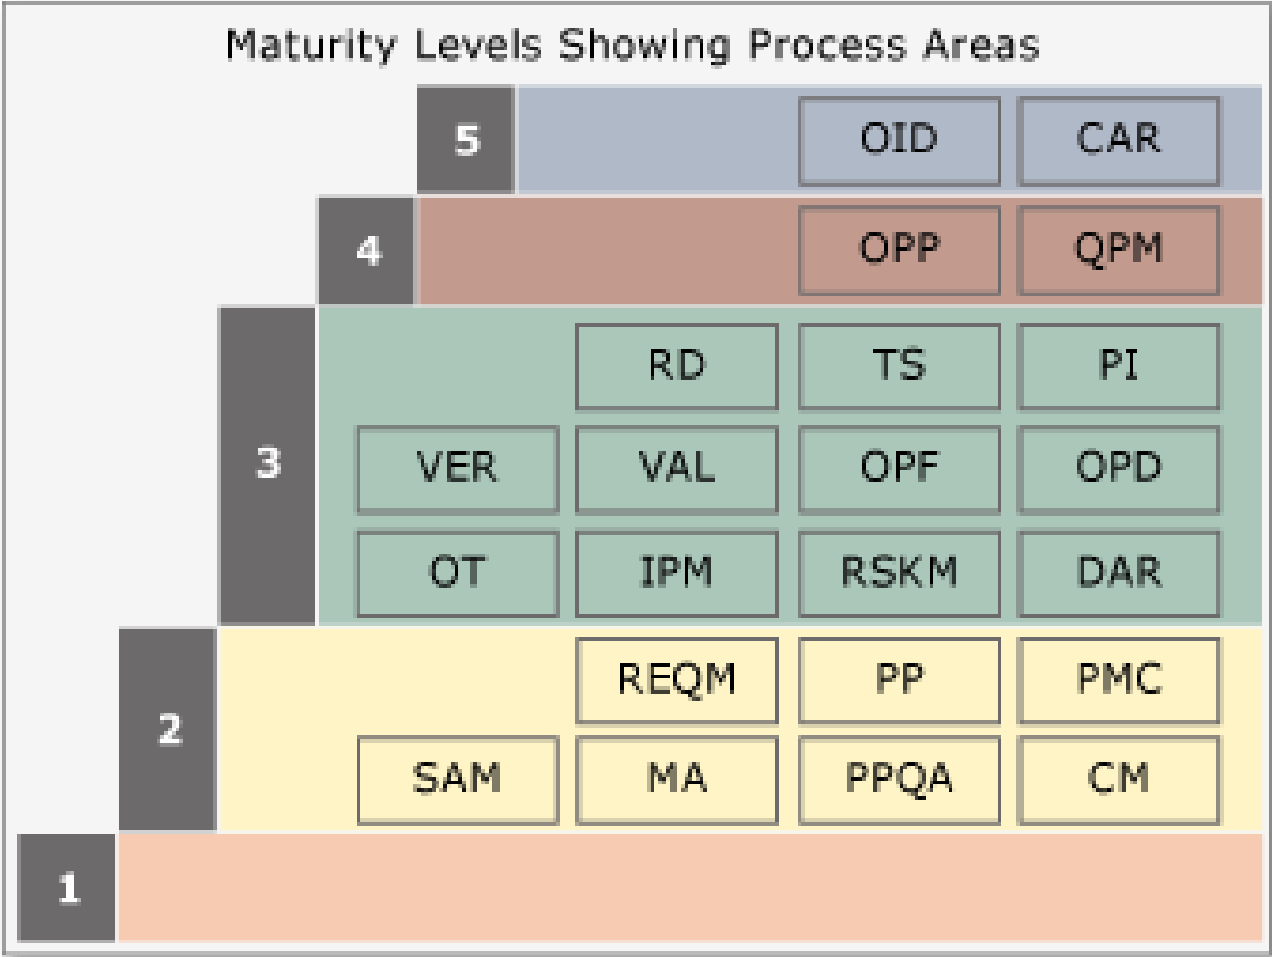 Maturity Levels Showing Process Areas
5 OID CAR
4 OPP QPM
RD TS PI
3 VER VAL OPF OPD
OT IPM RSKM DAR
REQM PP PMC
2
SAM MA PPQA CM
1